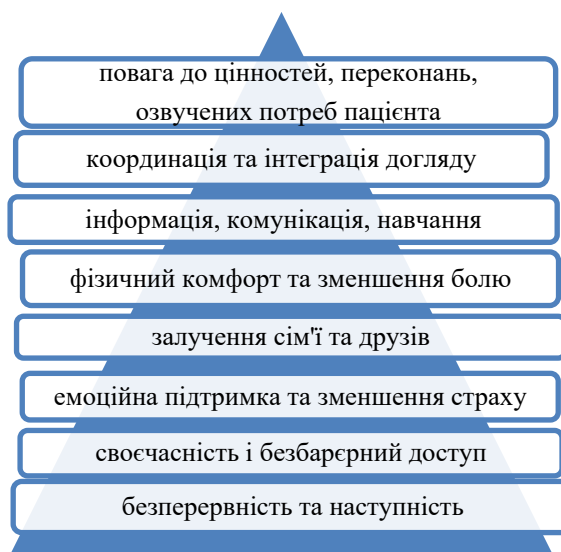 повага до цінностей, переконань,
озвучених потреб пацієнта
координація та інтеграція догляду
інформація, комунікація, навчання
фізичний комфорт та зменшення болю
залучення сім'ї та друзів
емоційна підтримка та зменшення страху
своєчасність і безбарєрний доступ
безперервність та наступність